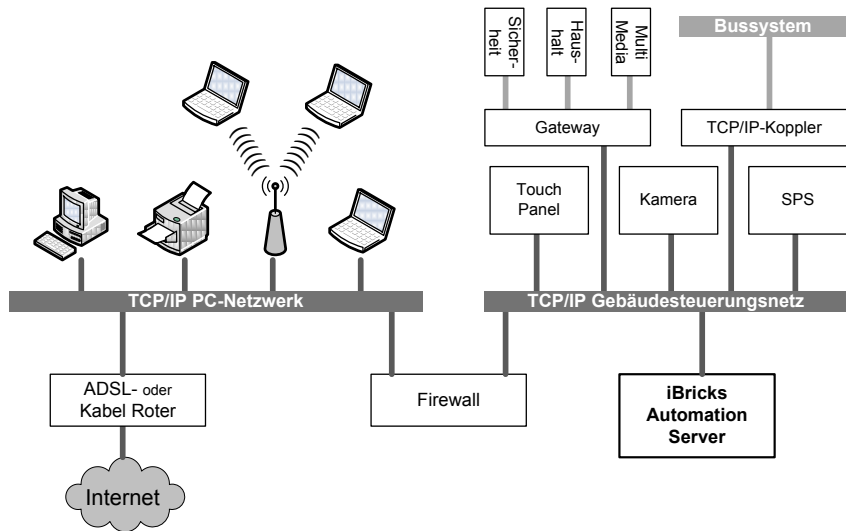 Sicher-
heit
Haus-
halt
Multi
Media
Bussystem
Gateway
TCP/IP-Koppler
Touch
Panel
Kamera
SPS
TCP/IP PC-Netzwerk
TCP/IP Gebäudesteuerungsnetz
ADSL- oder
Kabel Roter
Firewall
iBricks
Automation
Server
Internet